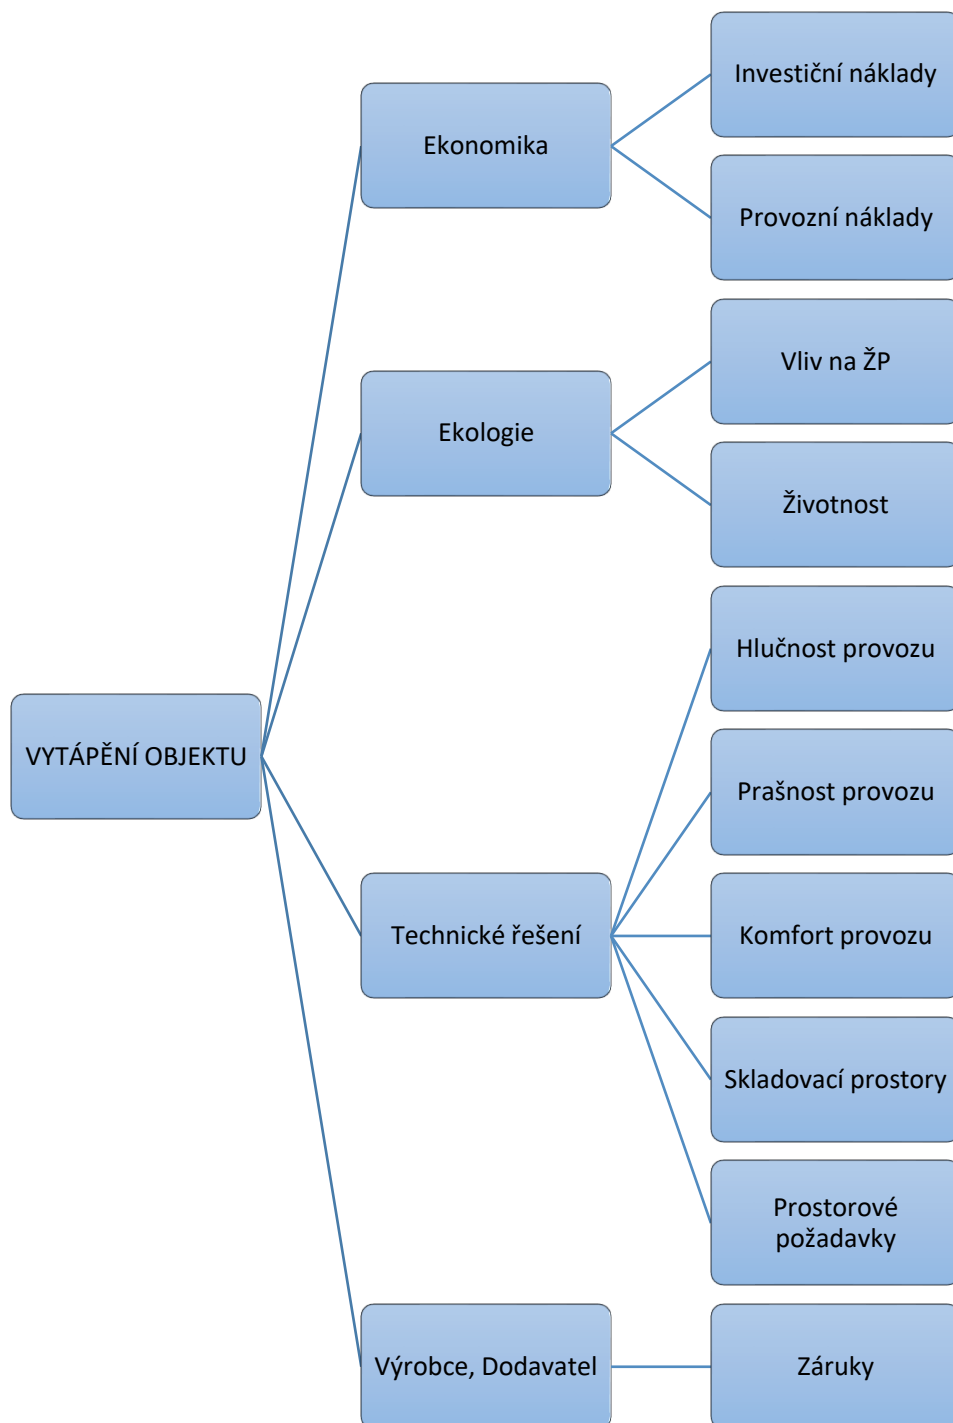 VYTÁPĚNÍ OBJEKTU
Ekonomika
Investiční náklady
Provozní náklady
Ekologie
Vliv na ŽP
Životnost
Technické řešení
Hlučnost provozu
Prašnost provozu
Komfort provozu
Skladovací prostory
Prostorové
požadavky
Výrobce, Dodavatel
Záruky